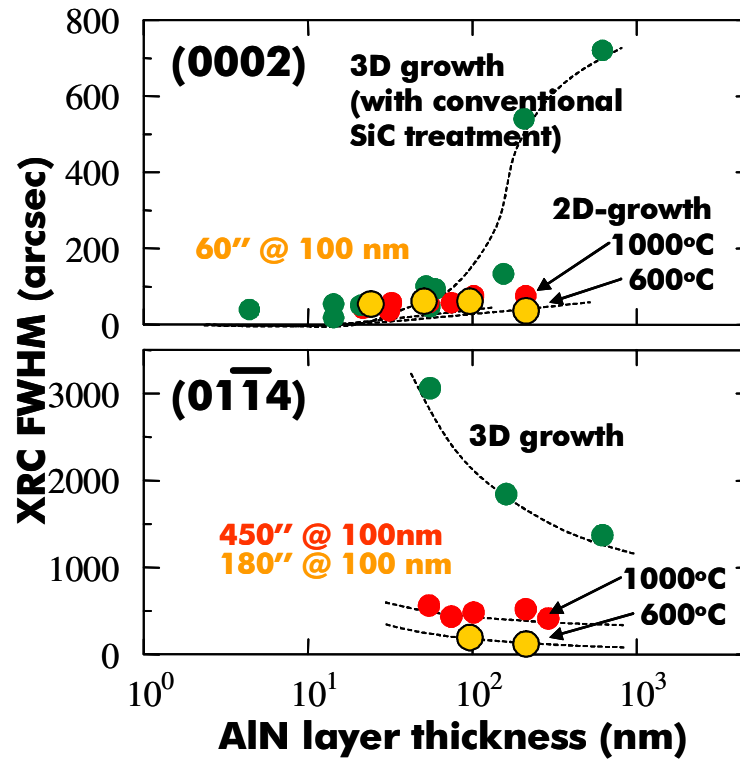 XRC FWHM (arcsec)
800
600
400
200
0
(0002)
3D growth
(with conventional
SiC treatment)
2D-growth
1000°C
600°C
60″ @ 100 nm
3000
2000
1000
0
(01̅1̅4)
3D growth
450″ @ 100nm
180″ @ 100 nm
1000°C
600°C
10⁰ 10¹ 10² 10³
AlN layer thickness (nm)